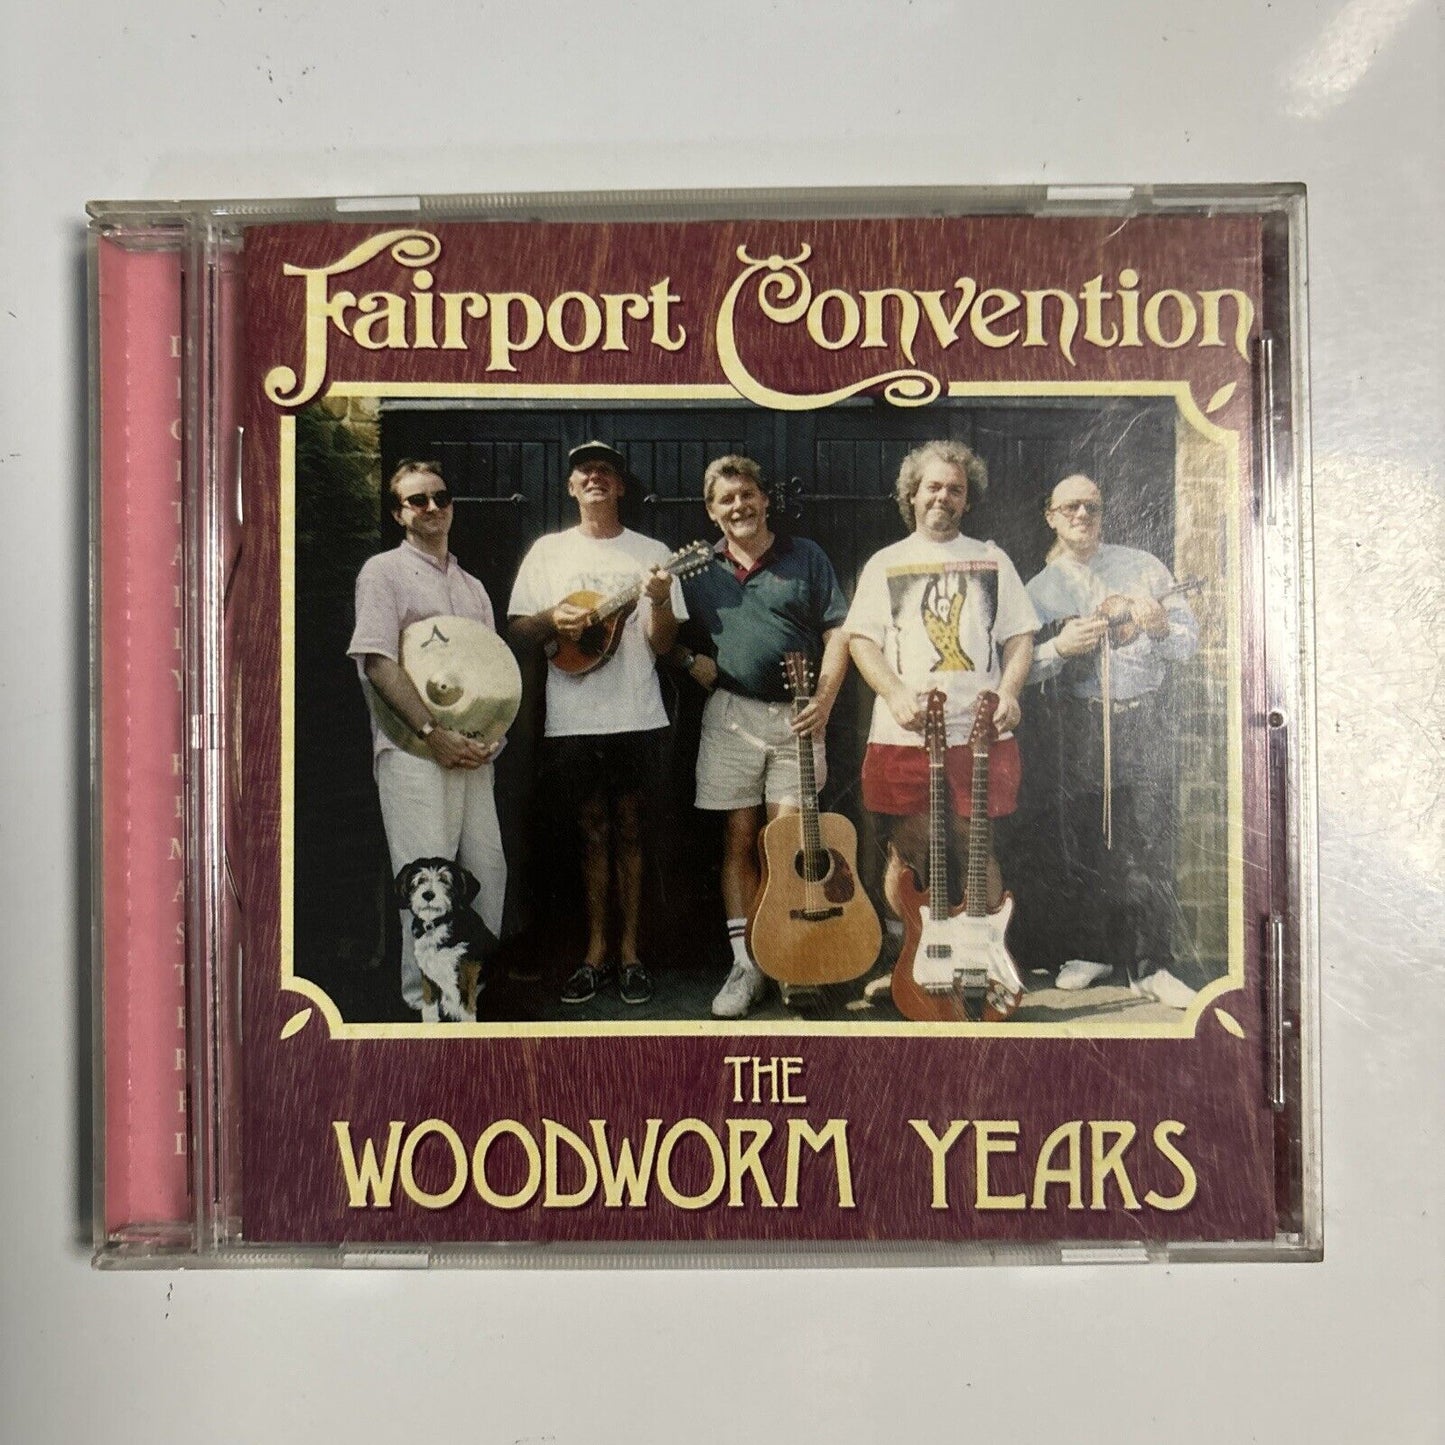 Fairport Convention
THE
WOODWORM YEARS
DIGITALLY REMASTERED